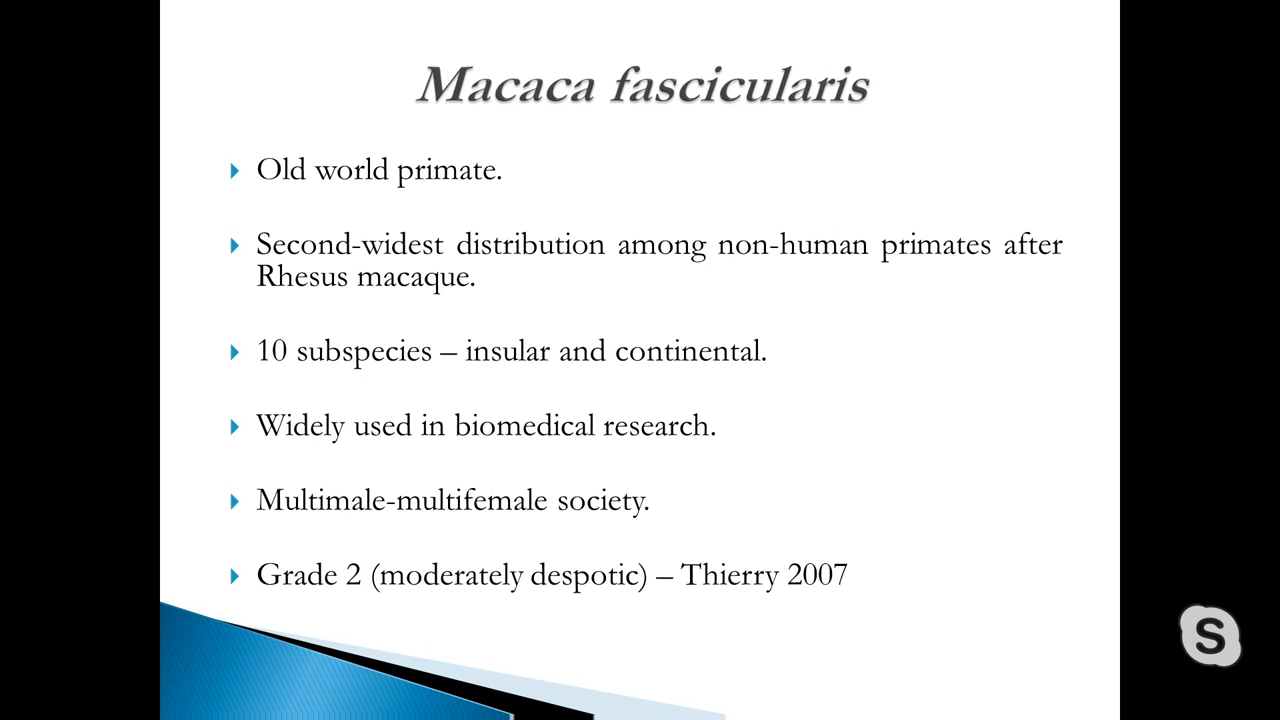 Macaca fascicularis
Old world primate.
Second-widest distribution among non-human primates after
Rhesus macaque.
10 subspecies – insular and continental.
Widely used in biomedical research.
Multimale-multifemale society.
Grade 2 (moderately despotic) – Thierry 2007
S